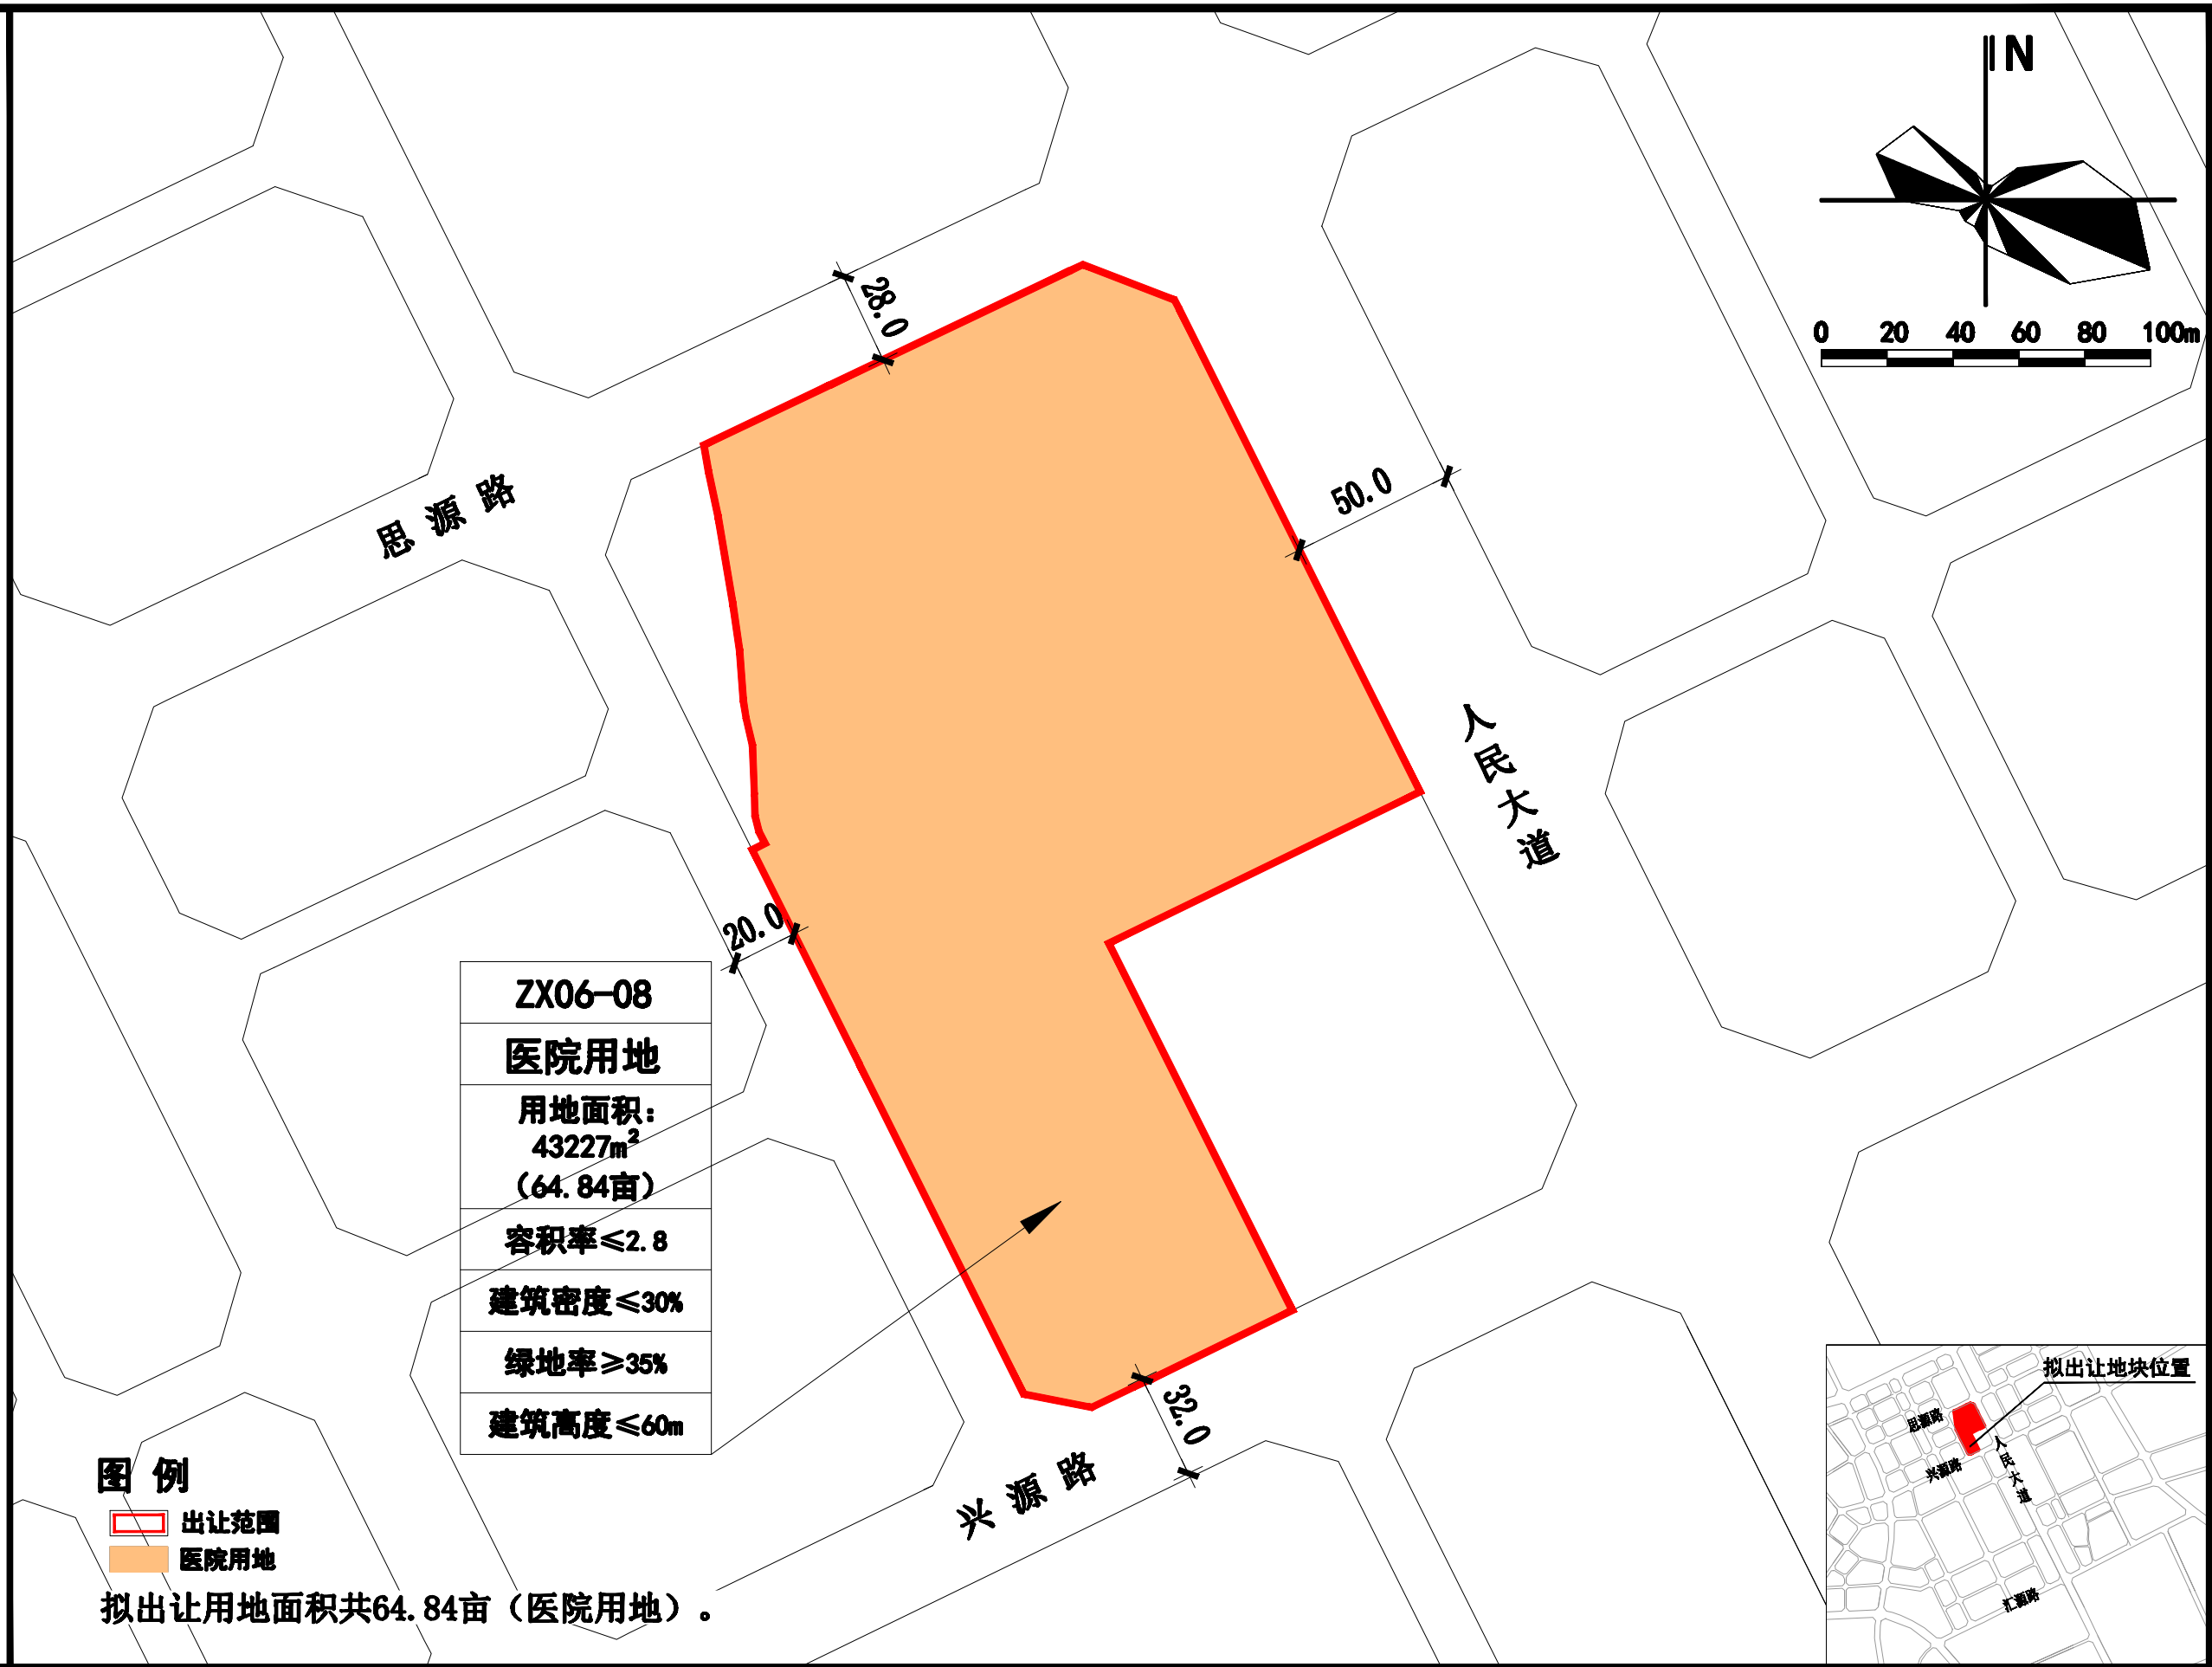 N
0 20 40 60 80 100m
28.0
50.0
思源路
人民大道
20.0
ZX06-08
医院用地
用地面积：
43227m²
（64.84亩）
容积率≤2.8
建筑密度≤30%
绿地率≥35%
建筑高度≤60m
32.0
兴源路
图 例
出让范围
医院用地
拟出让用地面积共64.84亩（医院用地）。
拟出让地块位置
思源路
兴源路
人民大道
汇源路